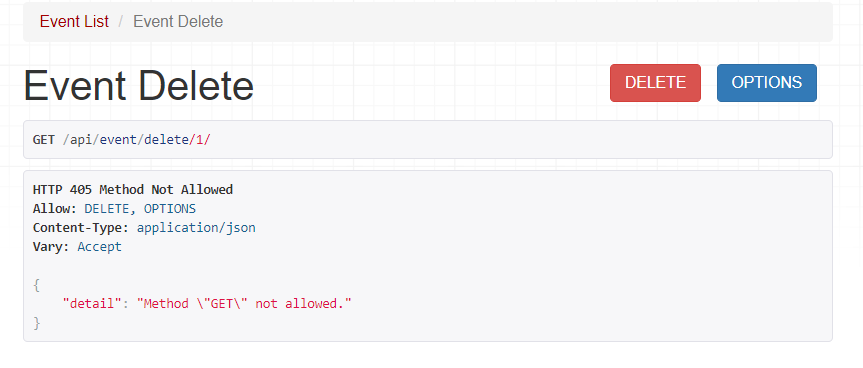 Event List / Event Delete
Event Delete
DELETE OPTIONS
GET /api/event/delete/1/
HTTP 405 Method Not Allowed
Allow: DELETE, OPTIONS
Content-Type: application/json
Vary: Accept
{
    "detail": "Method \"GET\" not allowed."
}